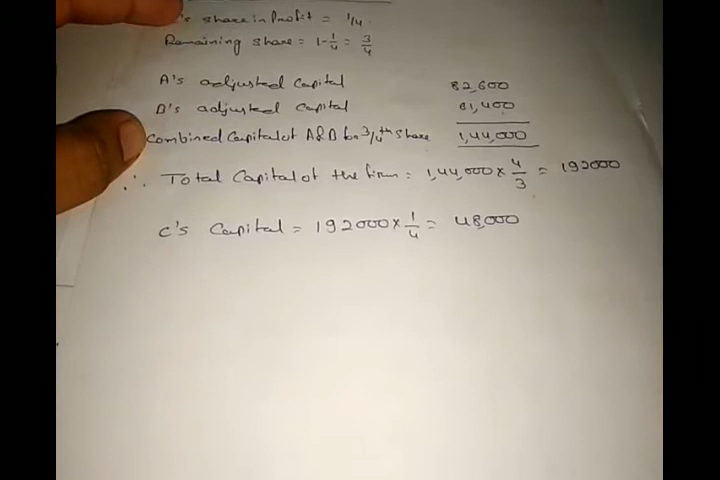 's share in Profit = 1/4.
Remaining share = 1-1/4 = 3/4
A's adjusted Capital 82,600
B's adjusted Capital 61,400
Combined Capital of A&B for 3/4th share 1,44,000
∴ Total Capital of the firm = 1,44,000 × 4/3 = 192000
C's Capital = 192000 × 1/4 = 48,000